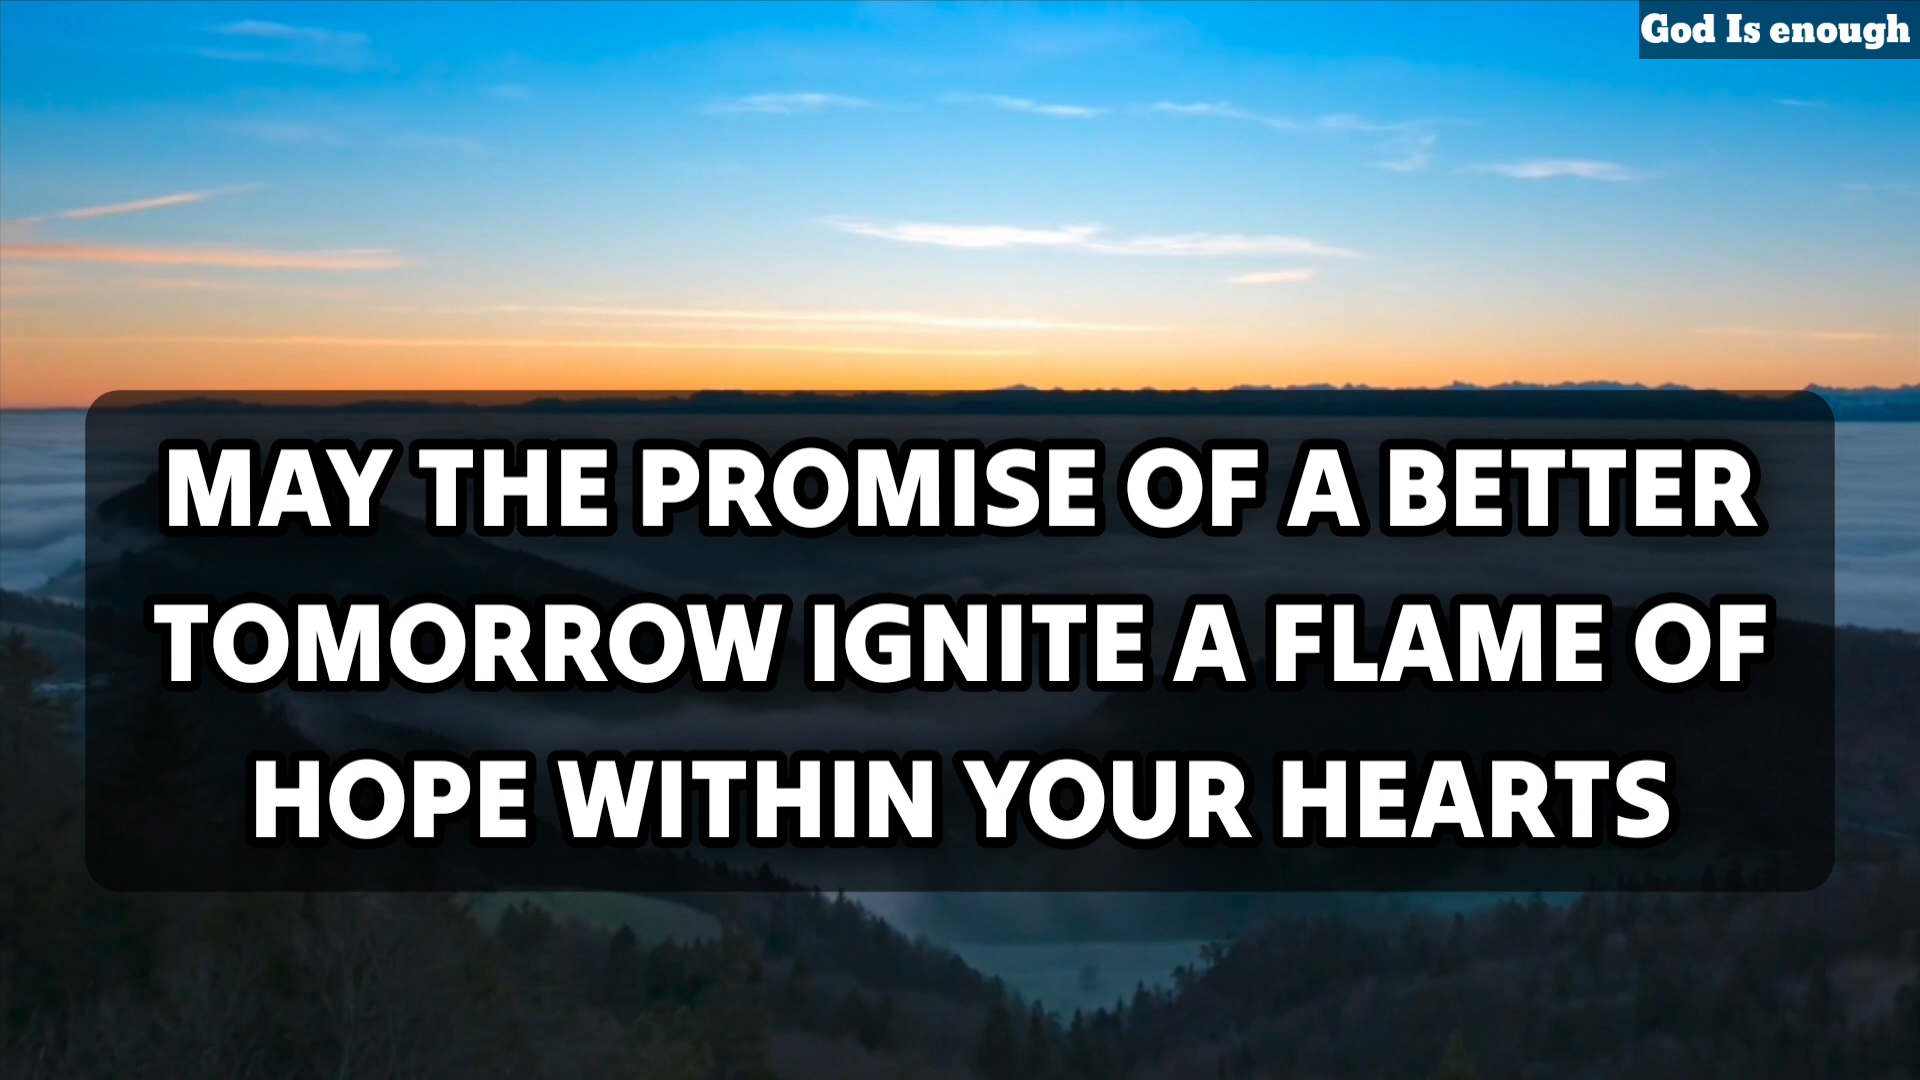 God Is enough
MAY THE PROMISE OF A BETTER
TOMORROW IGNITE A FLAME OF
HOPE WITHIN YOUR HEARTS